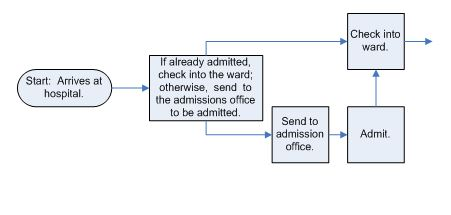 Start:  Arrives at
hospital.
If already admitted,
check into the ward;
otherwise,  send  to
the admissions office
to be admitted.
Check into
ward.
Send to
admission
office.
Admit.